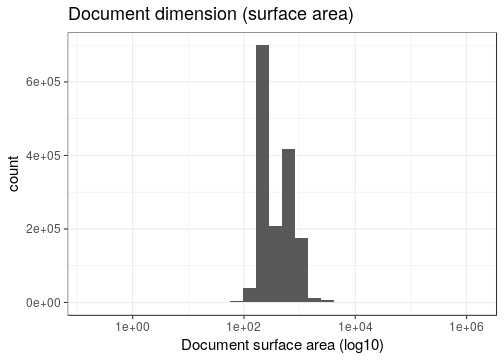 Document dimension (surface area)
6e+05
4e+05
2e+05
0e+00
count
1e+00 1e+02 1e+04 1e+06
Document surface area (log10)